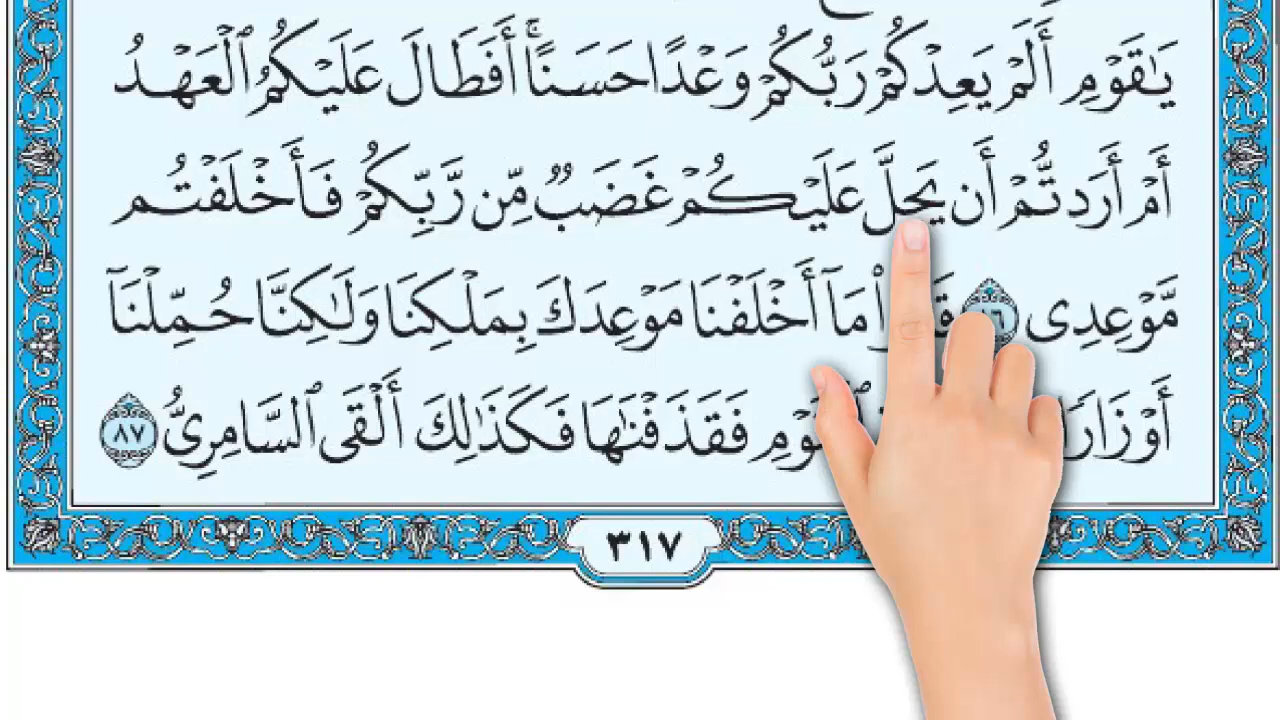 يَٰقَوْمِ أَلَمْ يَعِدْكُمْ رَبُّكُمْ وَعْدًا حَسَنًا ۚ أَفَطَالَ عَلَيْكُمُ ٱلْعَهْدُ
أَمْ أَرَدتُّمْ أَن يَحِلَّ عَلَيْكُمْ غَضَبٌ مِّن رَّبِّكُمْ فَأَخْلَفْتُم
مَّوْعِدِى ٨٦ مَآ أَخْلَفْنَا مَوْعِدَكَ بِمَلْكِنَا وَلَٰكِنَّا حُمِّلْنَآ
فَقَذَفْنَٰهَا فَكَذَٰلِكَ أَلْقَى ٱلسَّامِرِىُّ ٨٧
٣١٧